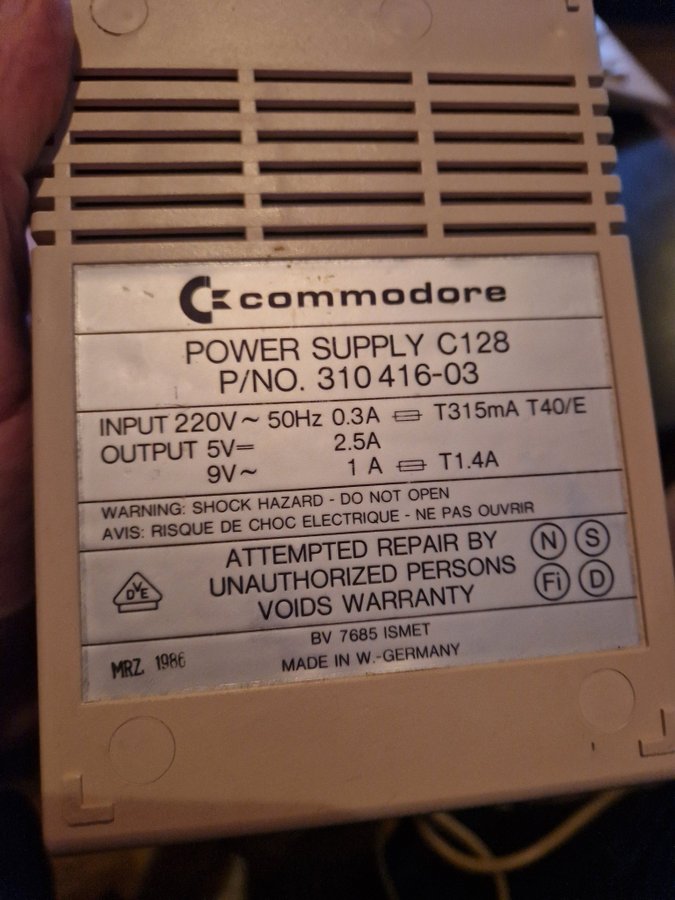 commodore
POWER SUPPLY C128
P/NO. 310 416-03
INPUT 220V~ 50Hz 0.3A T315mA T40/E
OUTPUT 5V⎓ 2.5A
9V~ 1 A T1.4A
WARNING: SHOCK HAZARD - DO NOT OPEN
AVIS: RISQUE DE CHOC ELECTRIQUE - NE PAS OUVRIR
ATTEMPTED REPAIR BY
UNAUTHORIZED PERSONS
VOIDS WARRANTY
DVE
N S
Fi D
BV 7685 ISMET
MADE IN W.-GERMANY
MRZ. 1986